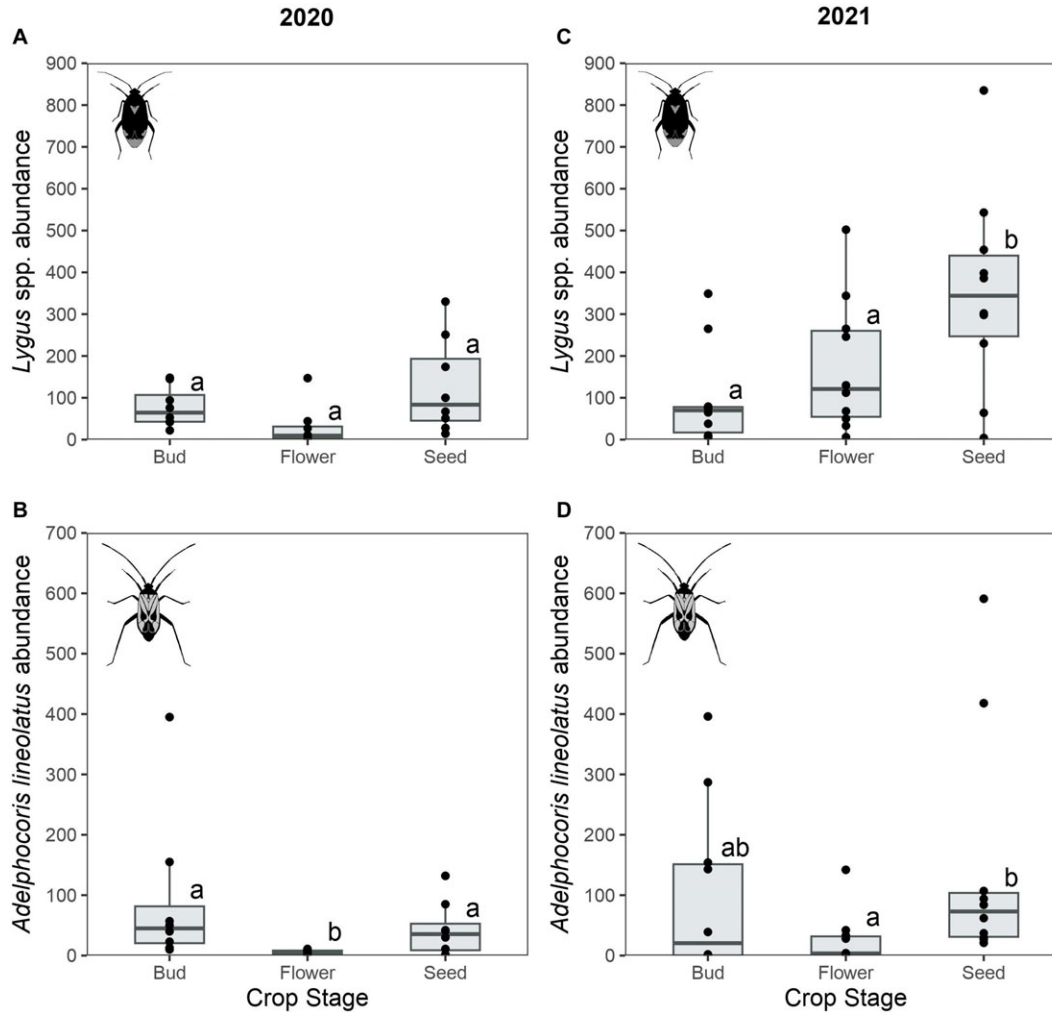 2020
2021
A
C
Lygus spp. abundance
900
800
700
600
500
400
300
200
100
0
a
a
a
Bud
Flower
Seed
Lygus spp. abundance
900
800
700
600
500
400
300
200
100
0
a
a
b
Bud
Flower
Seed
B
D
Adelphocoris lineolatus abundance
700
600
500
400
300
200
100
0
a
b
a
Bud
Flower
Seed
Crop Stage
Adelphocoris lineolatus abundance
700
600
500
400
300
200
100
0
ab
a
b
Bud
Flower
Seed
Crop Stage